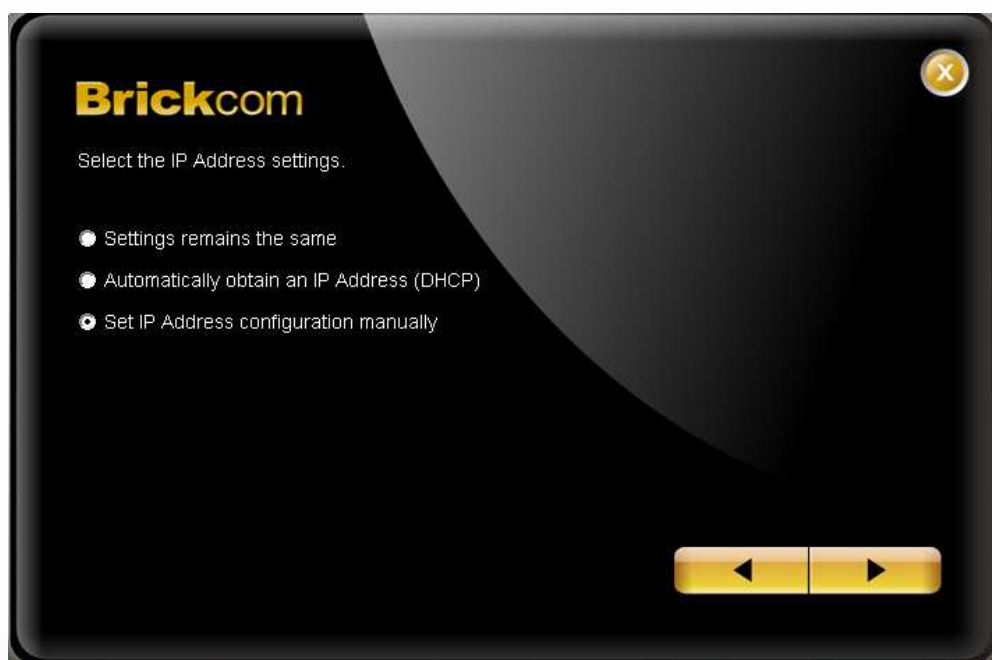 Brickcom
X
Select the IP Address settings.
Settings remains the same
Automatically obtain an IP Address (DHCP)
Set IP Address configuration manually